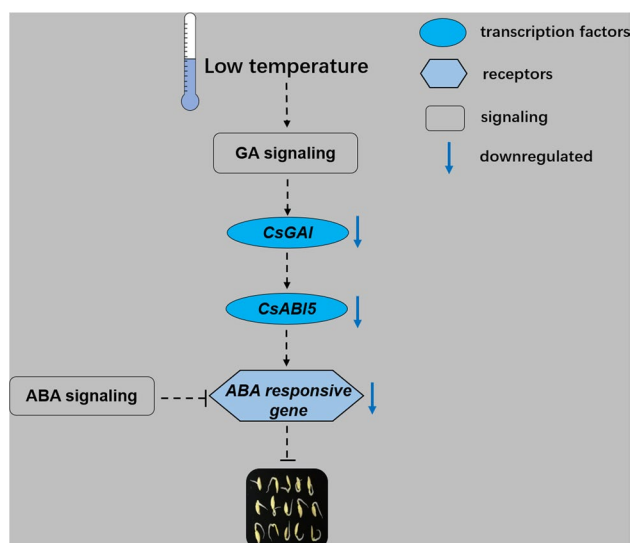 Low temperature
GA signaling
CsGAI
CsABI5
ABA signaling
ABA responsive
gene
transcription factors
receptors
signaling
downregulated